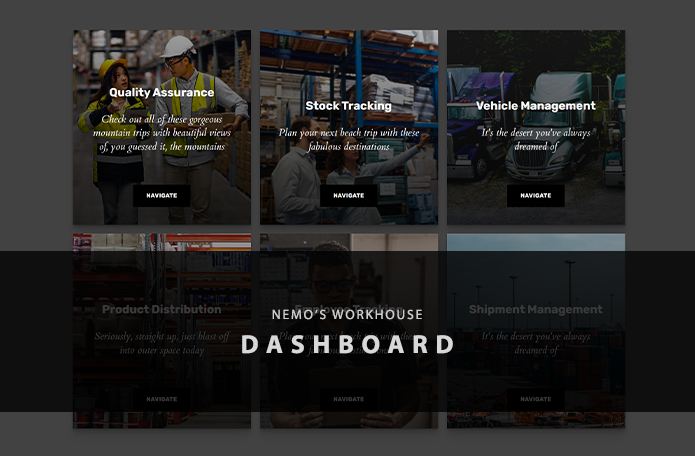 Quality Assurance
Check out all of these gorgeous
mountain trips with beautiful views
of, you guessed it, the mountains
NAVIGATE
Stock Tracking
Plan your next beach trip with these
fabulous destinations
NAVIGATE
Vehicle Management
It's the desert you've always
dreamed of
NAVIGATE
Product Distribution
Seriously, straight up, just blast off
into outer space today
NAVIGATE
Employee Tracking
NAVIGATE
Shipment Management
It's the desert you've always
dreamed of
NAVIGATE
NEMO'S WORKHOUSE
DASHBOARD